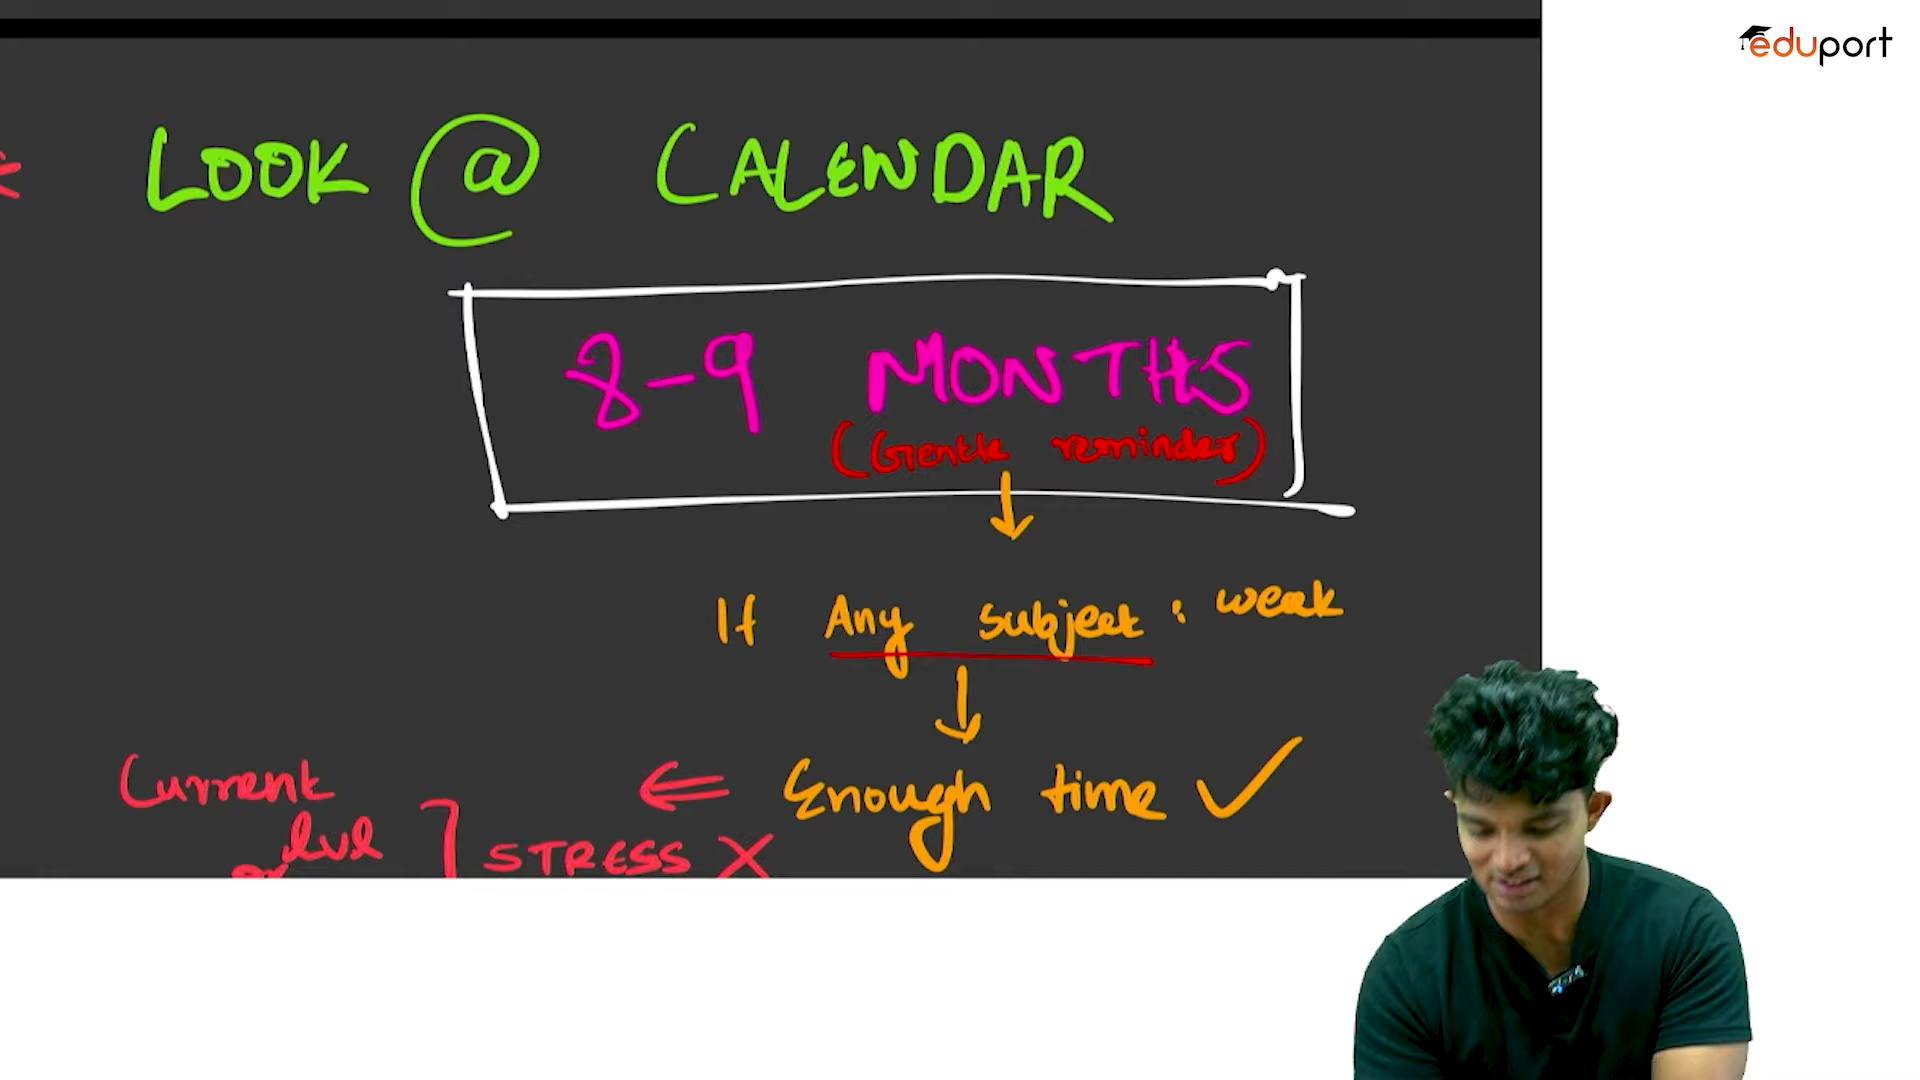 eduport
LOOK @ CALENDAR
8-9 MONTHS
(Gentle reminder)
If Any subject : weak
Enough time ✓
⇐
Current
lvl ] STRESS X